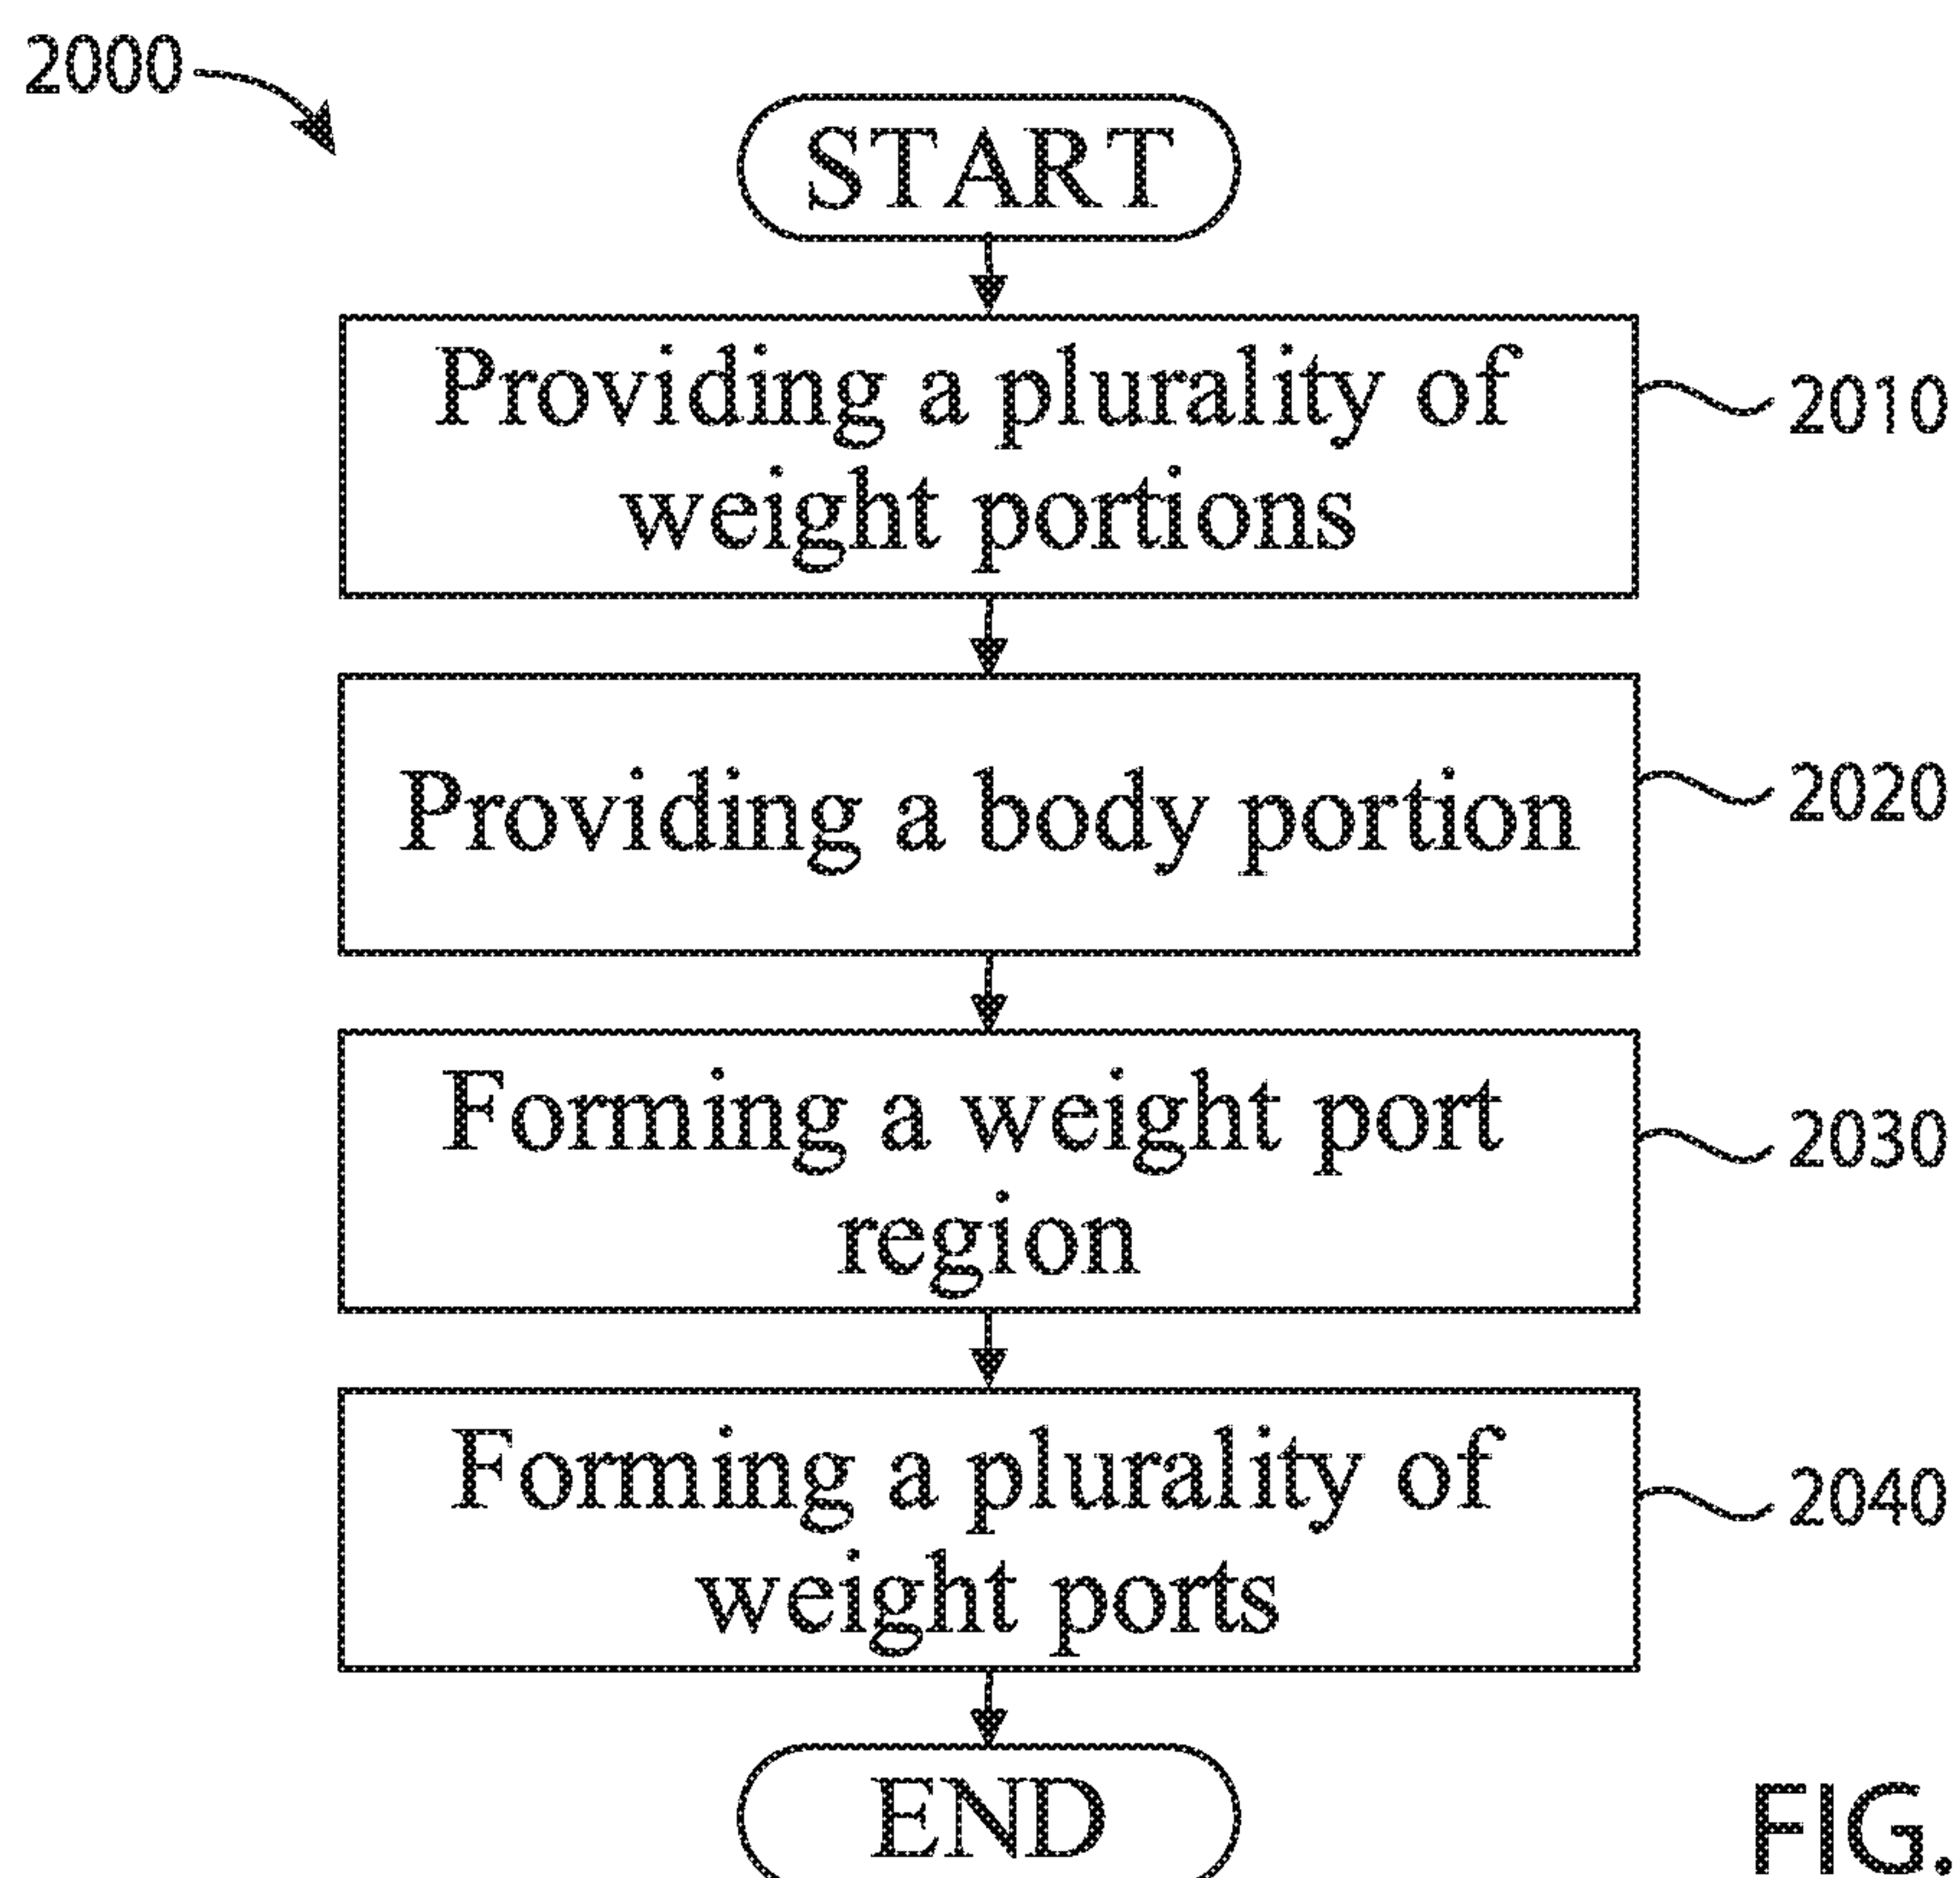 2000
START
Providing a plurality of
weight portions
2010
Providing a body portion
2020
Forming a weight port
region
2030
Forming a plurality of
weight ports
2040
END
FIG.